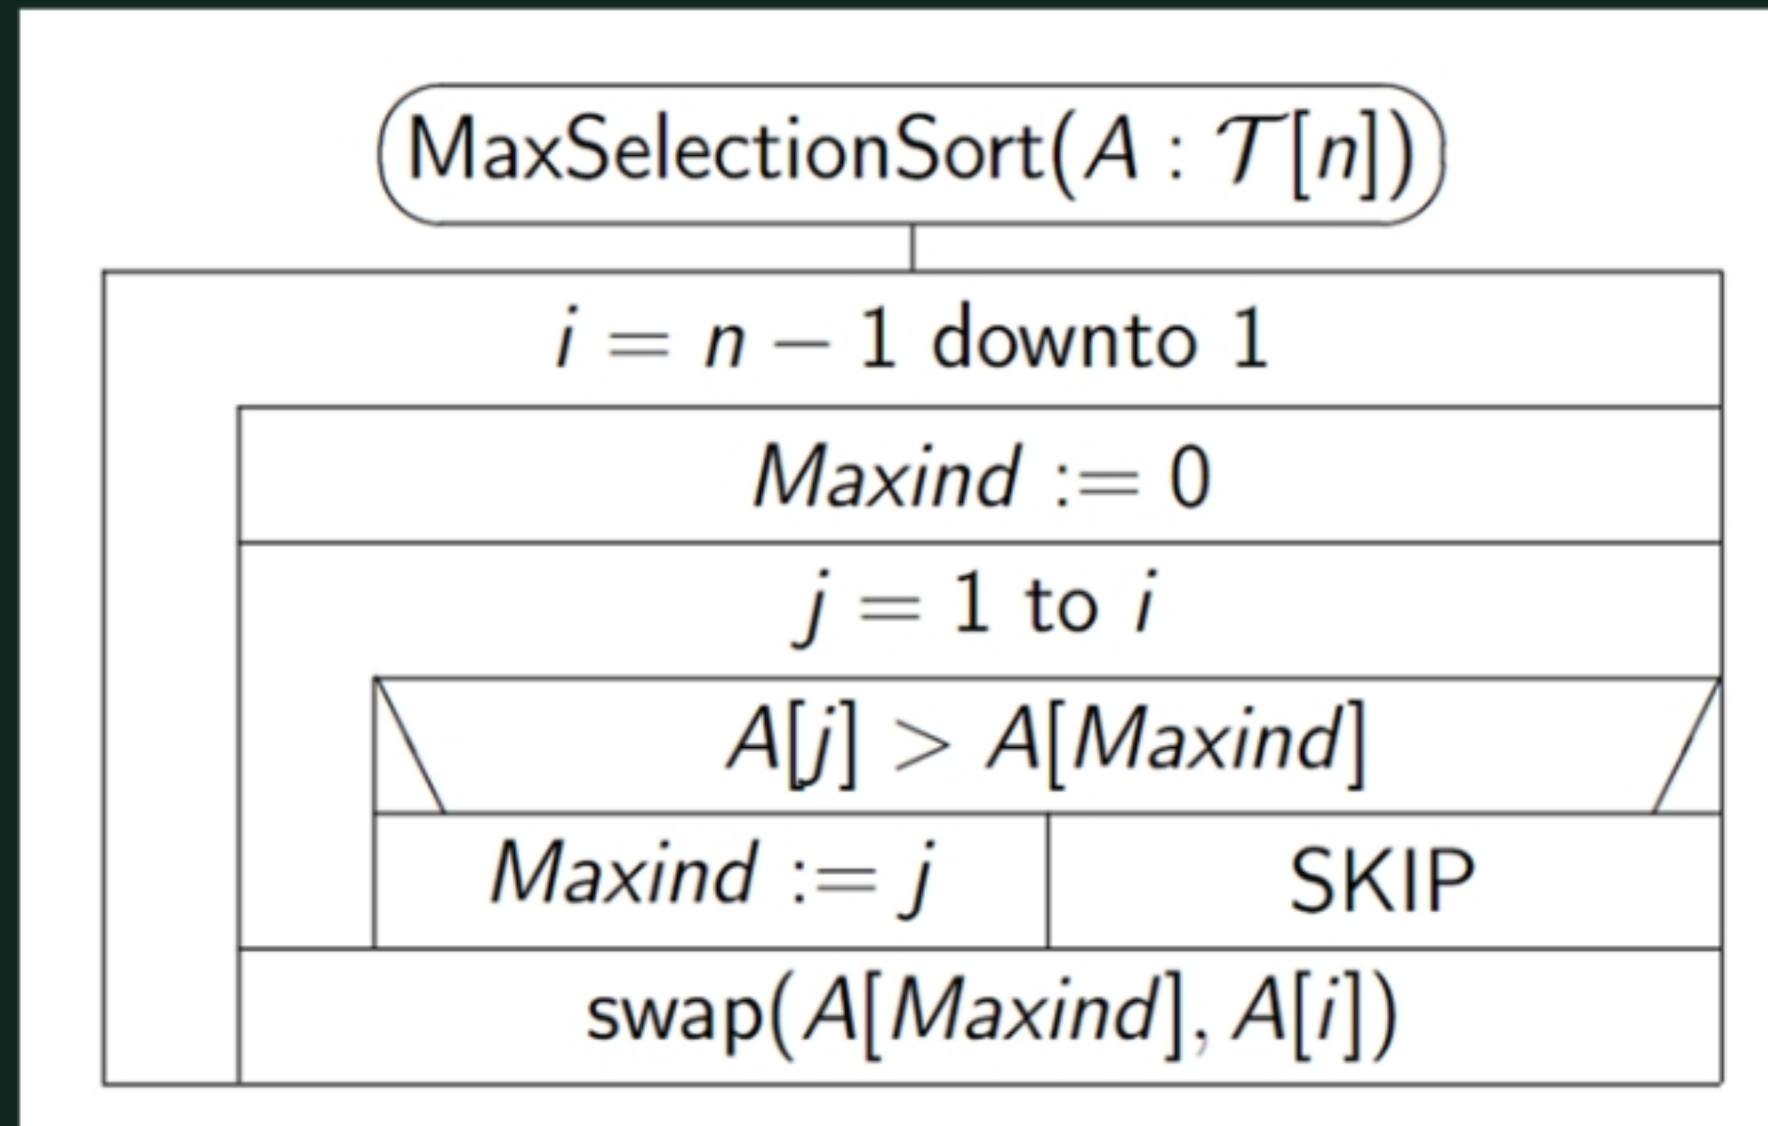 MaxSelectionSort(A : 𝒯[n])
i = n − 1 downto 1
Maxind := 0
j = 1 to i
A[j] > A[Maxind]
Maxind := j SKIP
swap(A[Maxind], A[i])